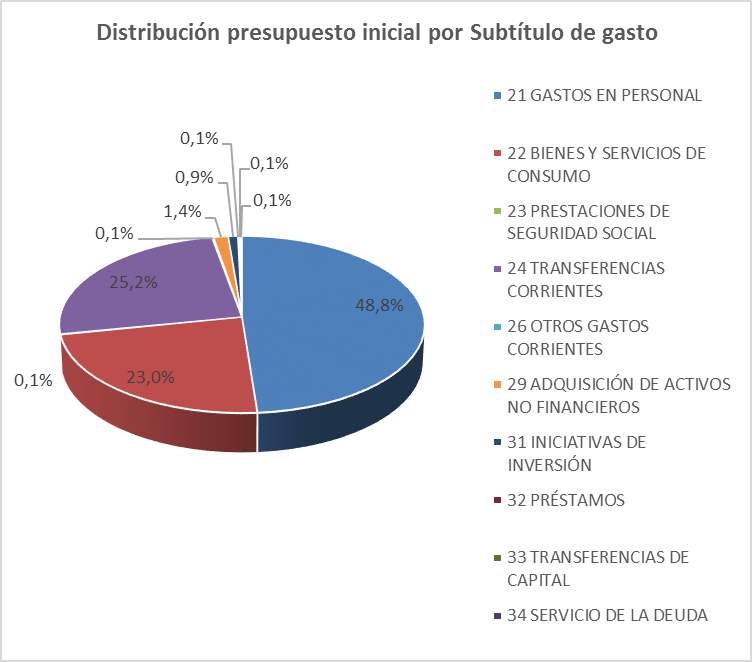 Distribución presupuesto inicial por Subtítulo de gasto
0,1%
0,1%
0,9%
0,1%
1,4%
0,1%
25,2%
48,8%
23,0%
0,1%
21 GASTOS EN PERSONAL
22 BIENES Y SERVICIOS DE
CONSUMO
23 PRESTACIONES DE
SEGURIDAD SOCIAL
24 TRANSFERENCIAS
CORRIENTES
26 OTROS GASTOS
CORRIENTES
29 ADQUISICIÓN DE ACTIVOS
NO FINANCIEROS
31 INICIATIVAS DE
INVERSIÓN
32 PRÉSTAMOS
33 TRANSFERENCIAS DE
CAPITAL
34 SERVICIO DE LA DEUDA